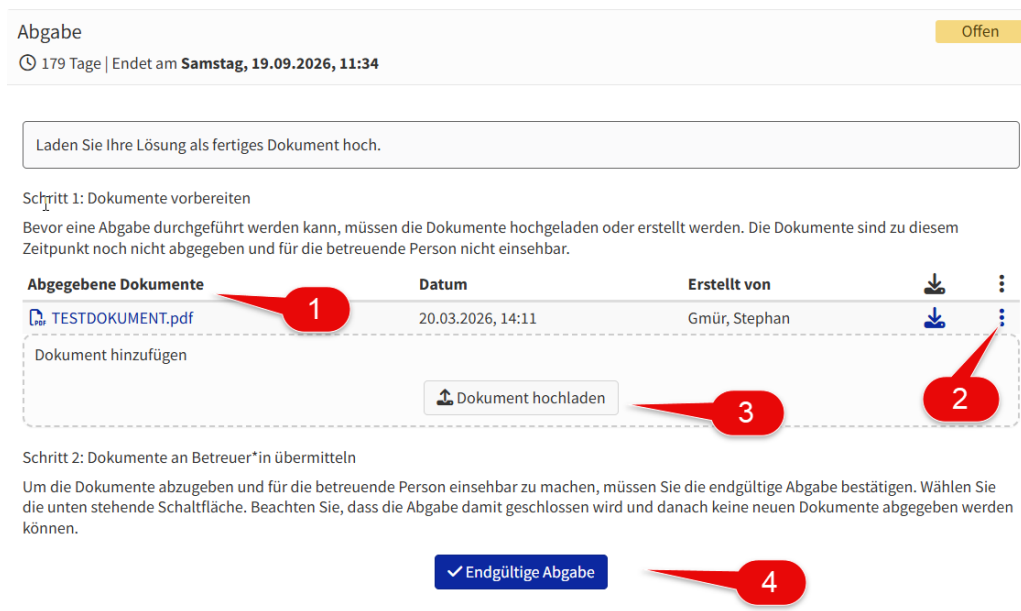 Abgabe
Offen
179 Tage | Endet am Samstag, 19.09.2026, 11:34
Laden Sie Ihre Lösung als fertiges Dokument hoch.
Schritt 1: Dokumente vorbereiten
Bevor eine Abgabe durchgeführt werden kann, müssen die Dokumente hochgeladen oder erstellt werden. Die Dokumente sind zu diesem
Zeitpunkt noch nicht abgegeben und für die betreuende Person nicht einsehbar.
Abgegebene Dokumente Datum Erstellt von
1
PDF TESTDOKUMENT.pdf 20.03.2026, 14:11 Gmür, Stephan
Dokument hinzufügen
2
Dokument hochladen
3
Schritt 2: Dokumente an Betreuer*in übermitteln
Um die Dokumente abzugeben und für die betreuende Person einsehbar zu machen, müssen Sie die endgültige Abgabe bestätigen. Wählen Sie
die unten stehende Schaltfläche. Beachten Sie, dass die Abgabe damit geschlossen wird und danach keine neuen Dokumente abgegeben werden
können.
Endgültige Abgabe
4